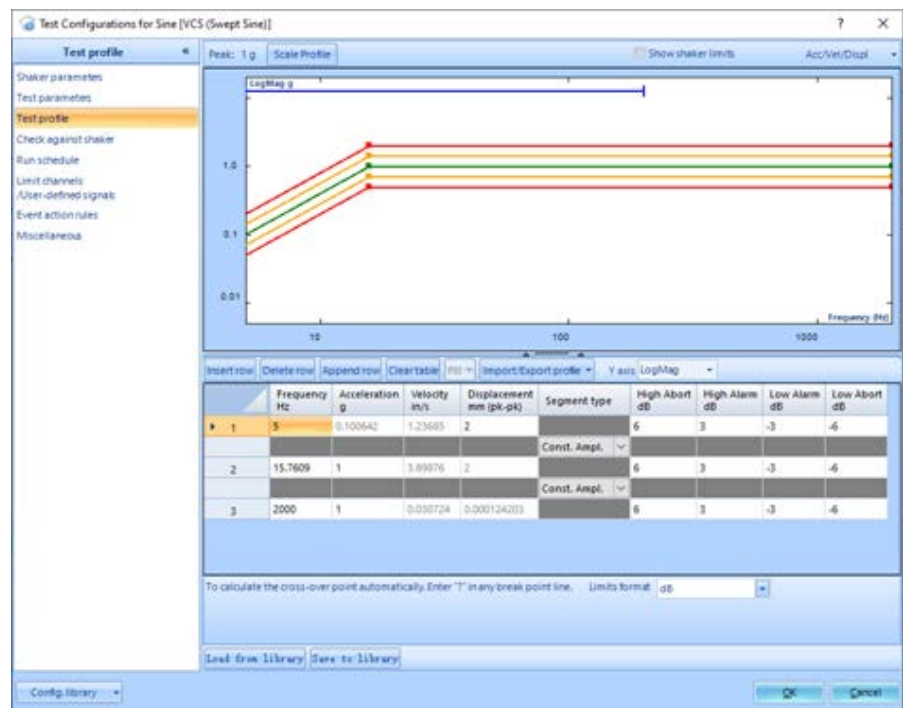 Test Configurations for Sine [VCS (Swept Sine)]
? ×
Test profile «
Shaker parameters
Test parameters
Test profile
Check against shaker
Run schedule
Limit channels
/User-defined signals
Event action rules
Miscellaneous
Peak: 1 g Scale Profile Show shaker limits Acc/Vel/Displ
LogMag g
1.0
0.1
0.01
Frequency (Hz)
10 100 1000
Insert row Delete row Append row Clear table Fill Import/Export profile Y axis LogMag
Frequency Hz Acceleration g Velocity in/s Displacement mm (pk-pk) Segment type High Abort dB High Alarm dB Low Alarm dB Low Abort dB
1 5 0.100642 1.23685 2 6 3 -3 -6
Const. Ampl.
2 15.7609 1 3.89876 2 6 3 -3 -6
Const. Ampl.
3 2000 1 0.030724 0.000124203 6 3 -3 -6
To calculate the cross-over point automatically. Enter "?" in any break point line. Limits format dB
Load from library Save to library
Config. library OK Cancel